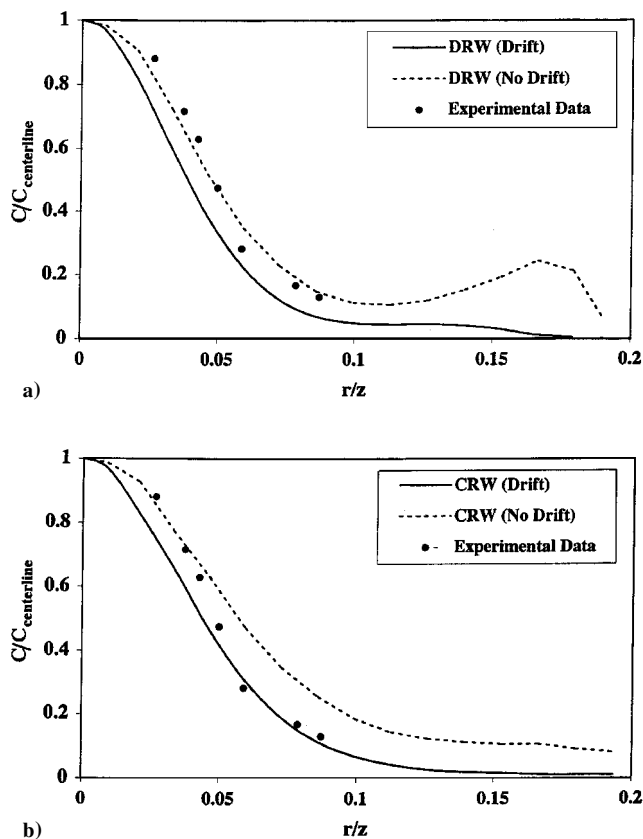 1
0.8
0.6
0.4
0.2
0
C/Ccenterline
DRW (Drift)
DRW (No Drift)
Experimental Data
0
0.05
0.1
0.15
0.2
r/z
a)
1
0.8
0.6
0.4
0.2
0
C/Ccenterline
CRW (Drift)
CRW (No Drift)
Experimental Data
0
0.05
0.1
0.15
0.2
r/z
b)